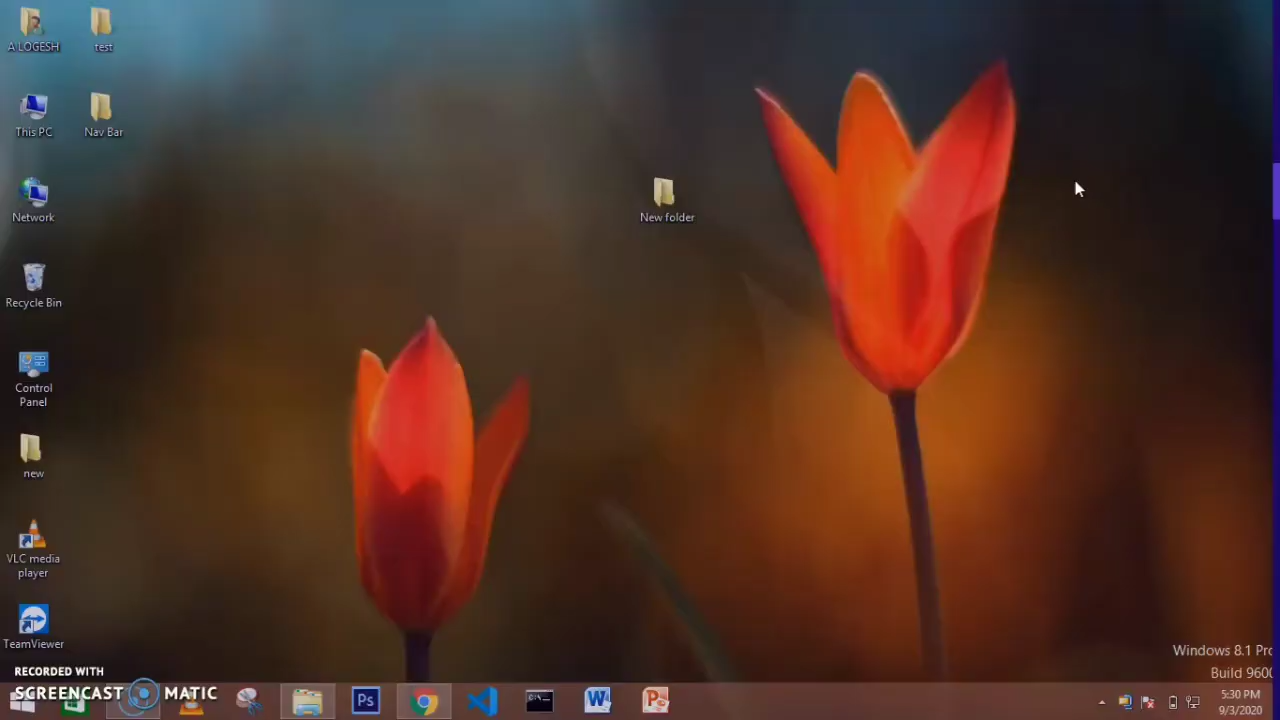 A LOGESH
test
This PC
Nav Bar
Network
New folder
Recycle Bin
Control
Panel
new
VLC media
player
TeamViewer
Windows 8.1 Pro
Build 9600
RECORDED WITH
SCREENCAST MATIC
Ps
C:\_
W
P
5:30 PM
9/3/2020